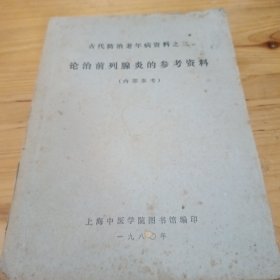 古代防治老年病资料之三
论治前列腺炎的参考资料
(内部参考)
上海中医学院图书馆编印
一九八〇年